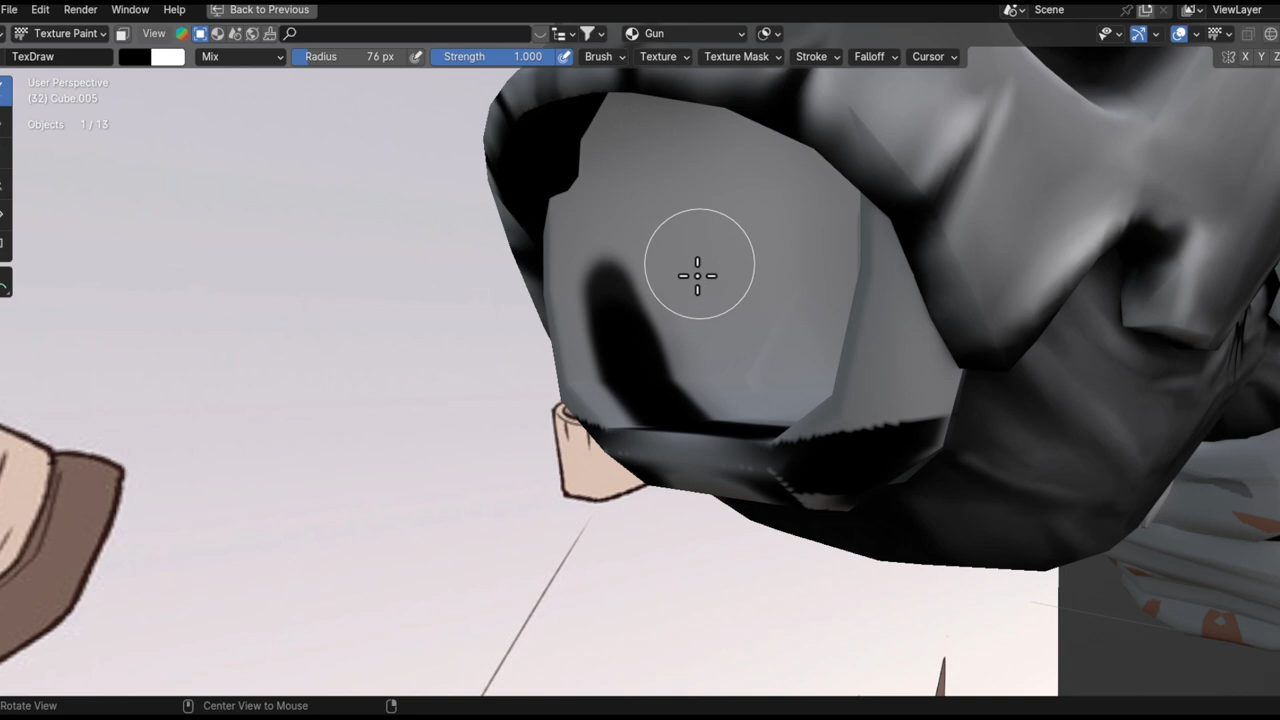 File Edit Render Window Help Back to Previous Scene ViewLayer
Texture Paint View Gun
TexDraw Mix Radius 76 px Strength 1.000 Brush Texture Texture Mask Stroke Falloff Cursor X Y Z
User Perspective
(32) Cube.005
Objects 1 / 13
Rotate View Center View to Mouse